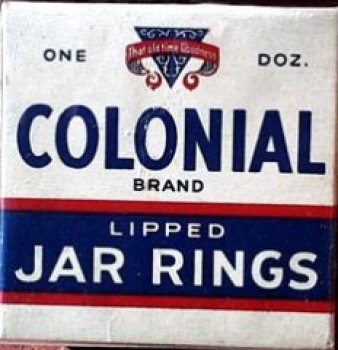 That old time Goodness
ONE DOZ.
COLONIAL
BRAND
LIPPED
JAR RINGS